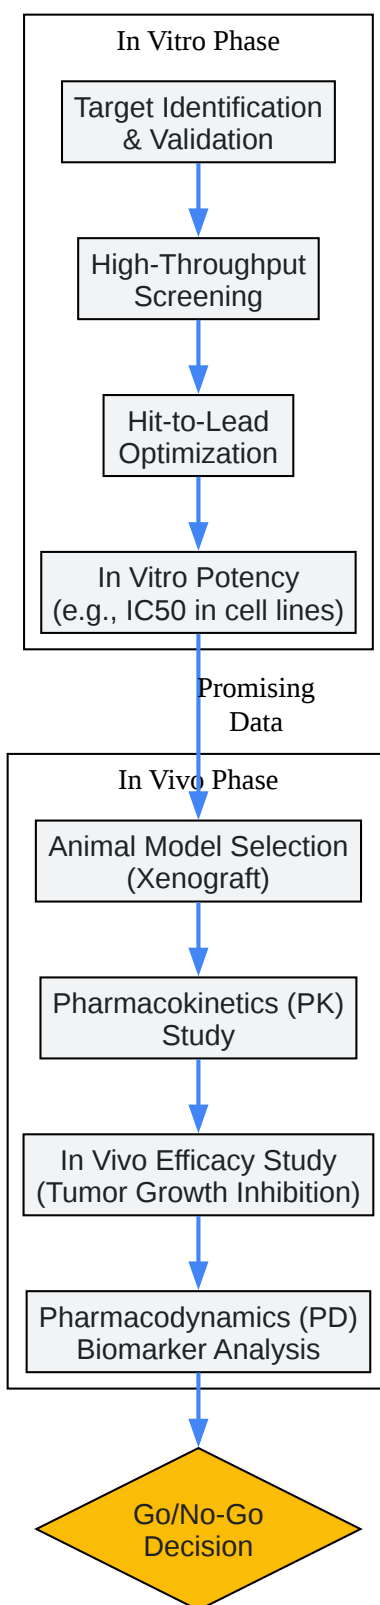 In Vitro Phase
Target Identification
& Validation
High-Throughput
Screening
Hit-to-Lead
Optimization
In Vitro Potency
(e.g., IC50 in cell lines)
Promising
Data
In Vivo Phase
Animal Model Selection
(Xenograft)
Pharmacokinetics (PK)
Study
In Vivo Efficacy Study
(Tumor Growth Inhibition)
Pharmacodynamics (PD)
Biomarker Analysis
Go/No-Go
Decision